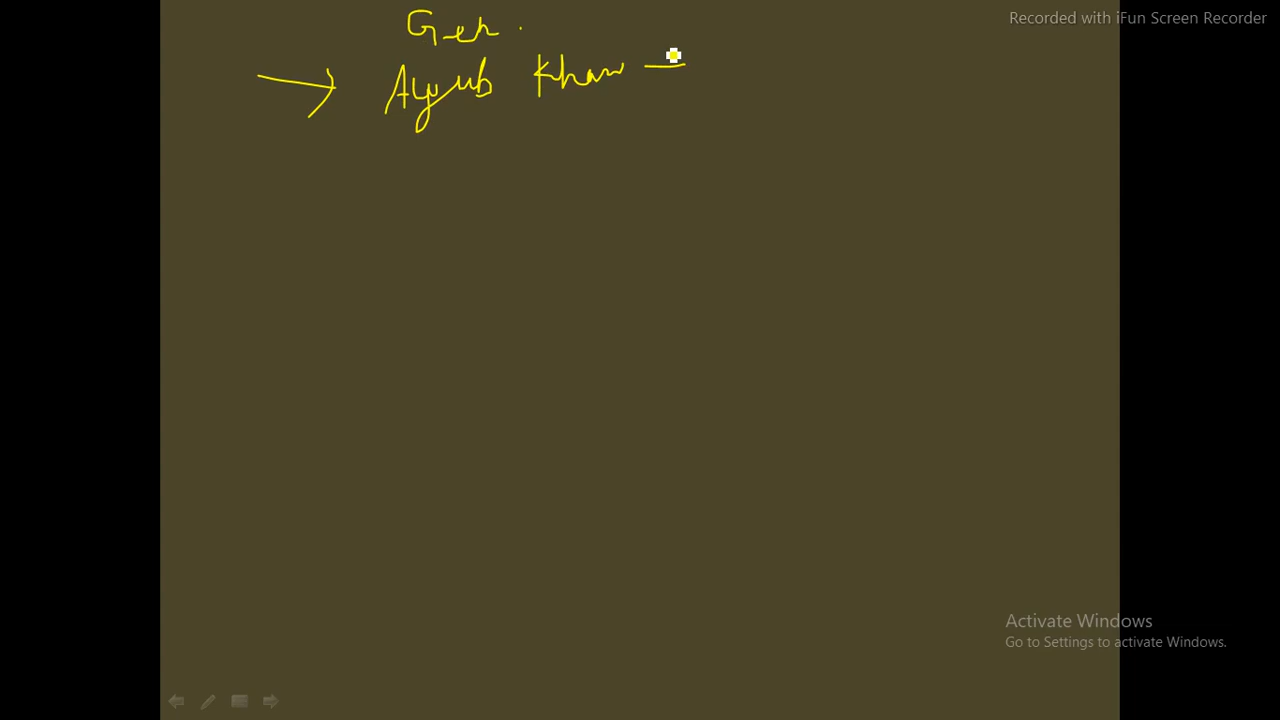 Recorded with iFun Screen Recorder
Gen.
→ Ayub Khan –
Activate Windows
Go to Settings to activate Windows.